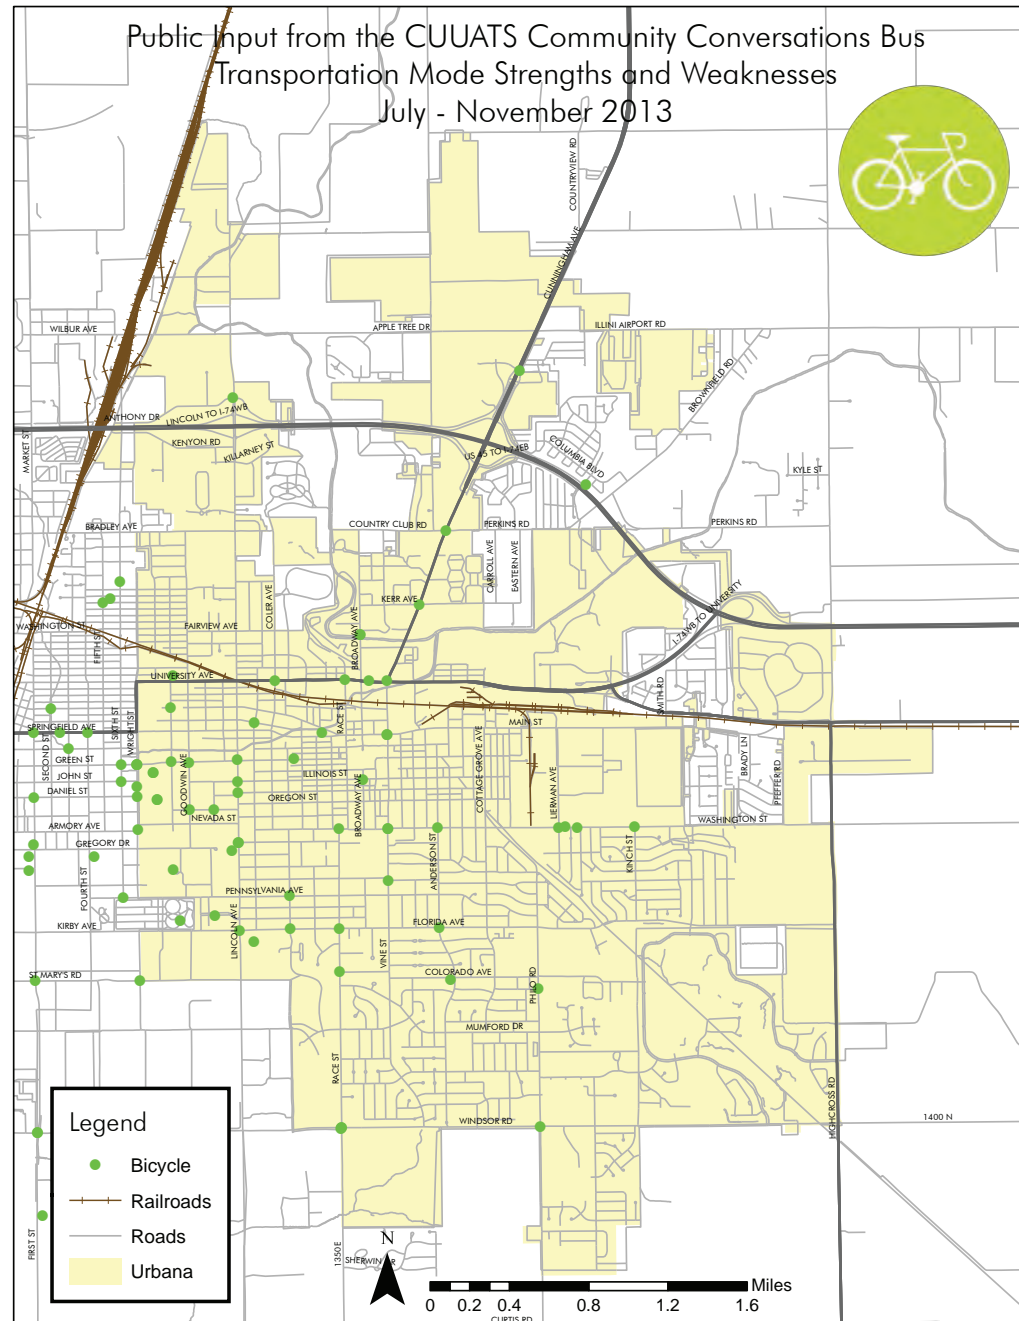 Public Input from the CUUATS Community Conversations Bus
Transportation Mode Strengths and Weaknesses
July - November 2013
COUNTRYVIEW RD
CUNNINGHAM AVE
WILBUR AVE
APPLE TREE DR
ILLINI AIRPORT RD
BROWNFIELD RD
ANTHONY DR
LINCOLN TO I-74WB
MARKET ST
KENYON RD
KILLARNEY ST
US 45 TO I-74EB
COLUMBIA BLVD
KYLE ST
BRADLEY AVE
COUNTRY CLUB RD
PERKINS RD
PERKINS RD
CARROLL AVE
EASTERN AVE
COLER AVE
KERR AVE
I-74WB TO UNIVERSITY
WASHINGTON ST
FIFTH ST
FAIRVIEW AVE
BROADWAY AVE
UNIVERSITY AVE
SMITH RD
SIXTH ST
WRIGHT ST
RACE ST
MAIN ST
SPRINGFIELD AVE
SECOND ST
GREEN ST
JOHN ST
DANIEL ST
GOODWIN AVE
ILLINOIS ST
OREGON ST
NEVADA ST
BROADWAY AVE
COTTAGE GROVE AVE
LIERMAN AVE
BRADY LN
PFEFFER RD
WASHINGTON ST
ARMORY AVE
GREGORY DR
FOURTH ST
ANDERSON ST
KINCH ST
PENNSYLVANIA AVE
KIRBY AVE
LINCOLN AVE
FLORIDA AVE
VINE ST
ST MARY'S RD
COLORADO AVE
PHILO RD
MUMFORD DR
RACE ST
WINDSOR RD
HIGHCROSS RD
1400 N
Legend
Bicycle
Railroads
Roads
Urbana
FIRST ST
1350 E
SHERWIN DR
N
Miles
0 0.2 0.4 0.8 1.2 1.6
CURTIS RD